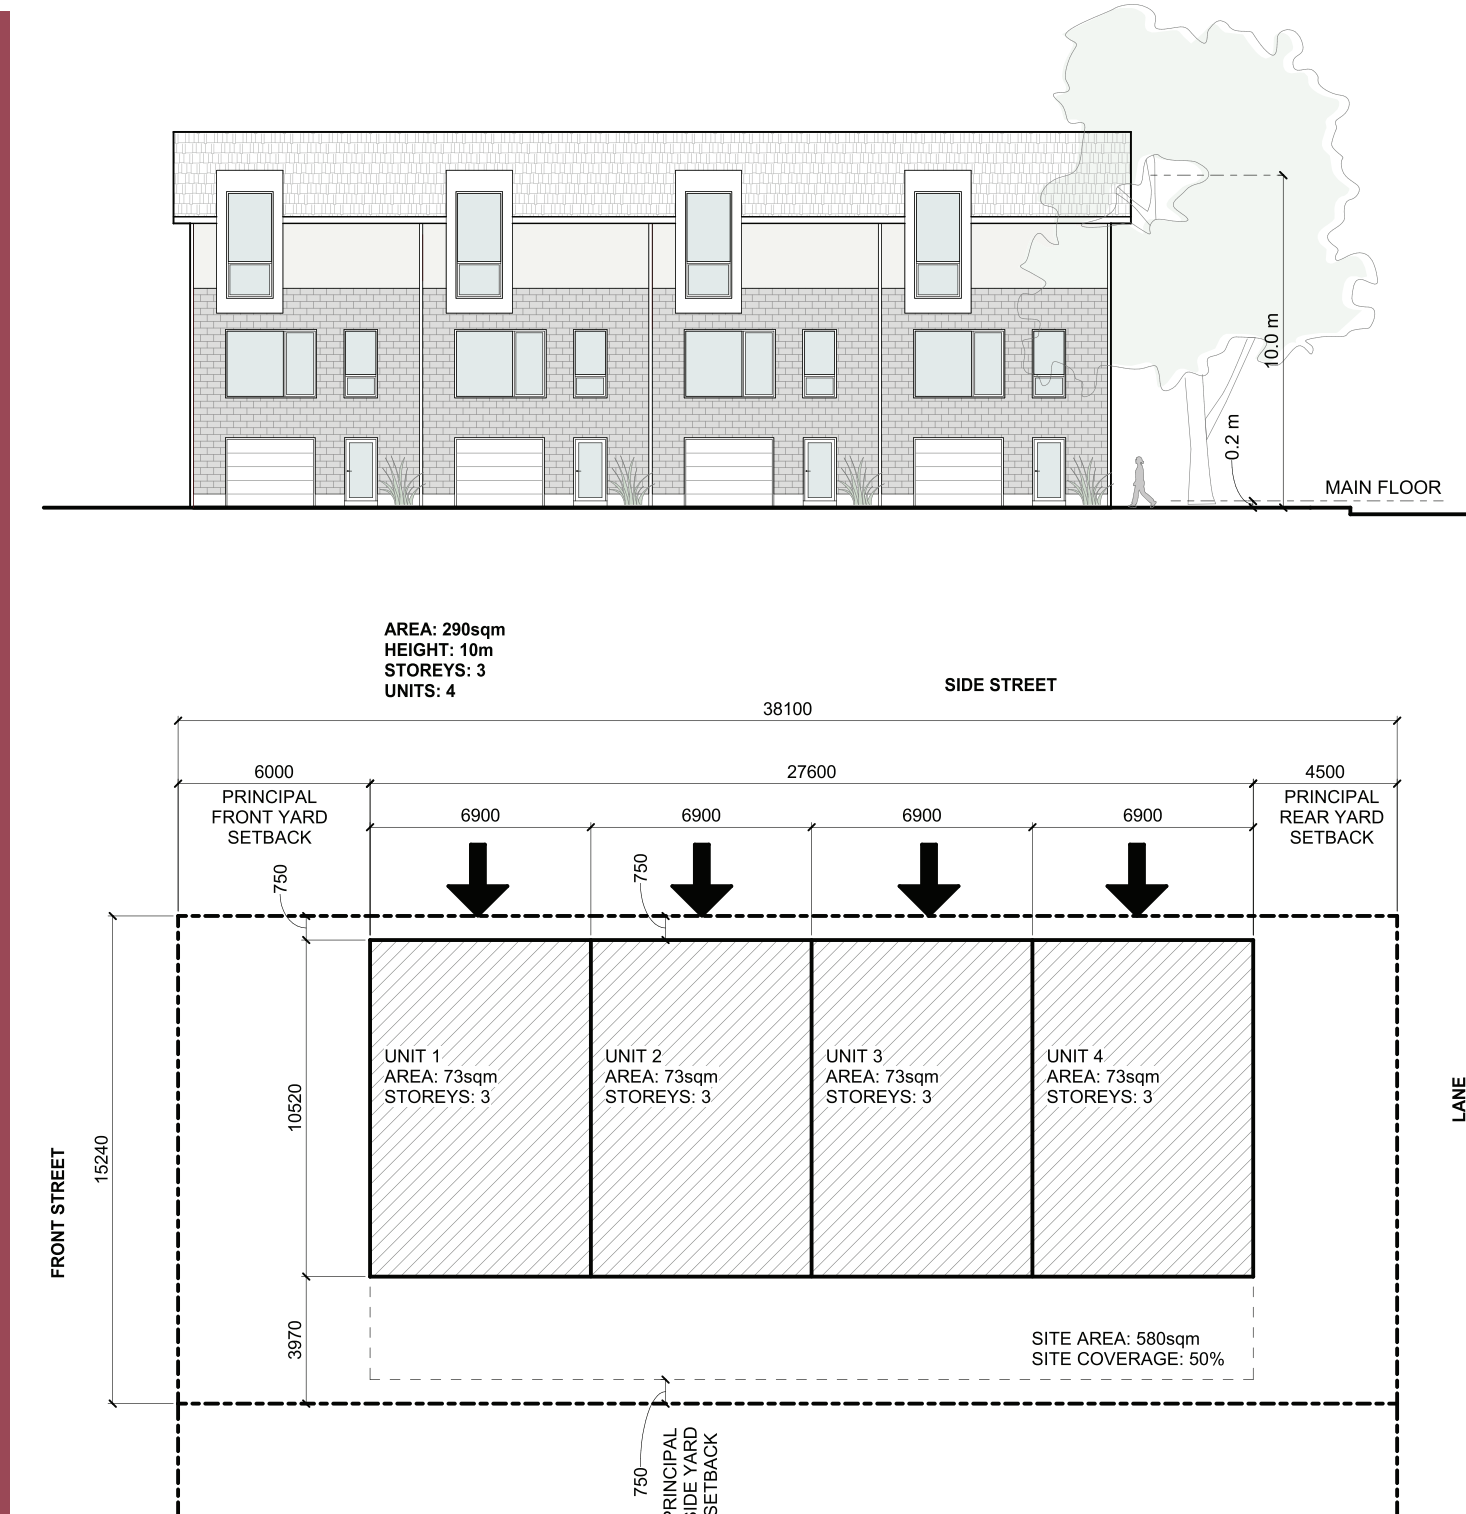 10.0 m
0.2 m
MAIN FLOOR
AREA: 290sqm
HEIGHT: 10m
STOREYS: 3
UNITS: 4
SIDE STREET
38100
6000
27600
4500
PRINCIPAL
FRONT YARD
SETBACK
PRINCIPAL
REAR YARD
SETBACK
6900
6900
6900
6900
750
750
UNIT 1
AREA: 73sqm
STOREYS: 3
UNIT 2
AREA: 73sqm
STOREYS: 3
UNIT 3
AREA: 73sqm
STOREYS: 3
UNIT 4
AREA: 73sqm
STOREYS: 3
10520
15240
FRONT STREET
LANE
3970
SITE AREA: 580sqm
SITE COVERAGE: 50%
750
PRINCIPAL
SIDE YARD
SETBACK